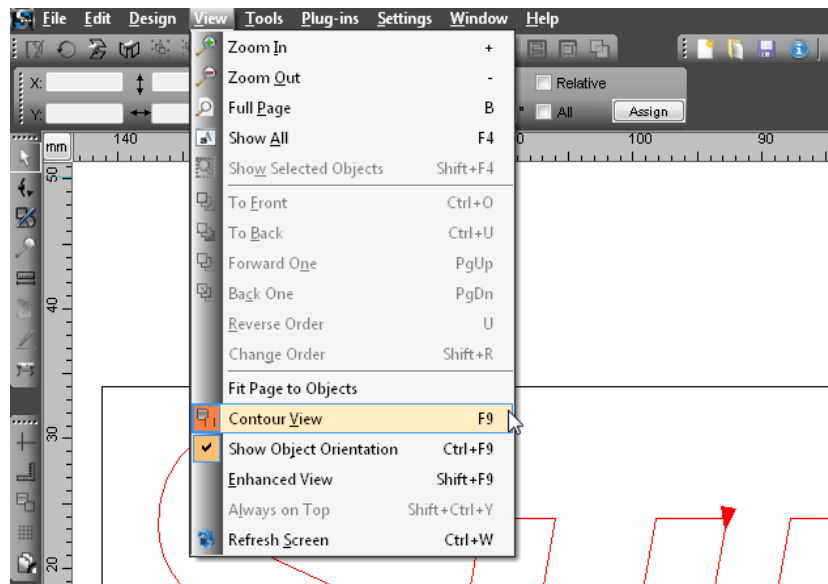 File Edit Design View Tools Plug-ins Settings Window Help
Zoom In +
Zoom Out -
Full Page B
Show All F4
Show Selected Objects Shift+F4
To Front Ctrl+O
To Back Ctrl+U
Forward One PgUp
Back One PgDn
Reverse Order U
Change Order Shift+R
Fit Page to Objects
Contour View F9
Show Object Orientation Ctrl+F9
Enhanced View Shift+F9
Always on Top Shift+Ctrl+Y
Refresh Screen Ctrl+W
X: Relative
Y: ° All Assign
mm 140 0 100 90
50
40
30
20